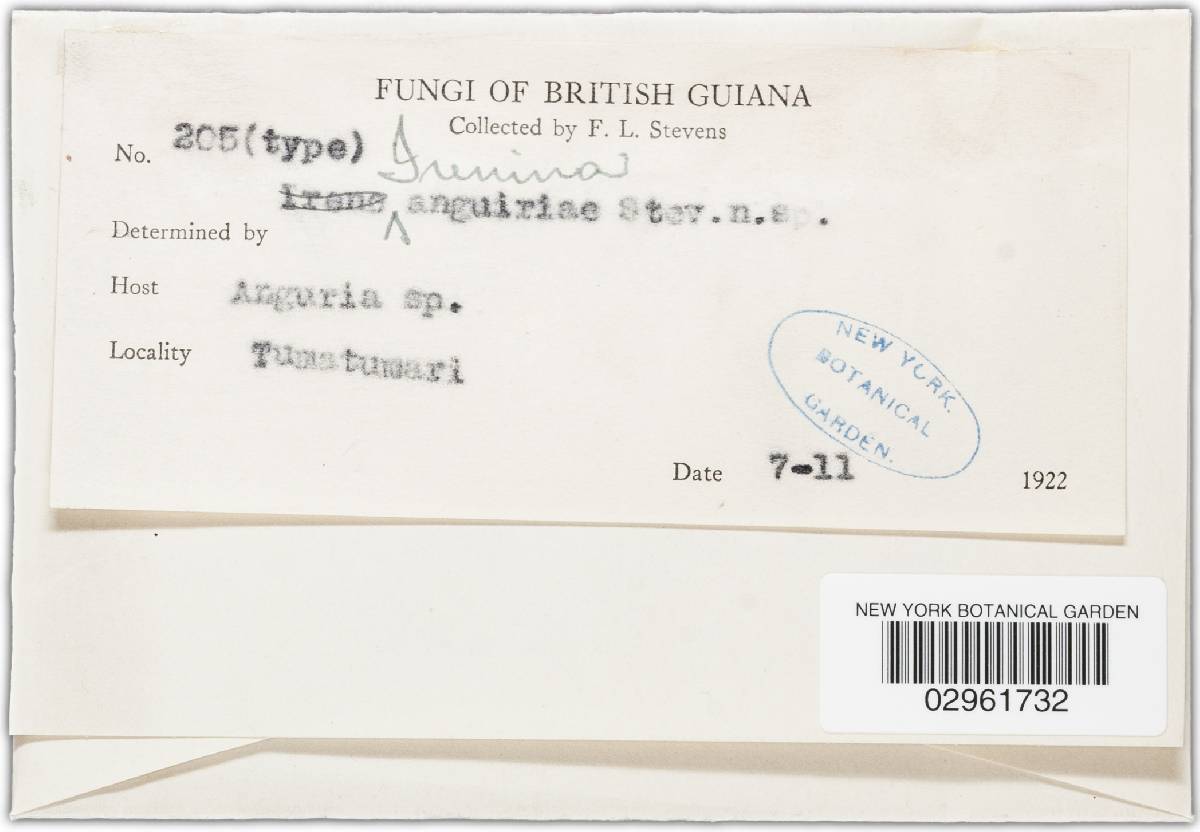 FUNGI OF BRITISH GUIANA
Collected by F. L. Stevens
No. 205(type)
Irenina
Irene anguiriae Stev.n.sp.
Determined by
Host Anguria sp.
Locality Tumatumari
NEW YORK.
BOTANICAL
GARDEN.
Date 7-11 1922
NEW YORK BOTANICAL GARDEN
02961732